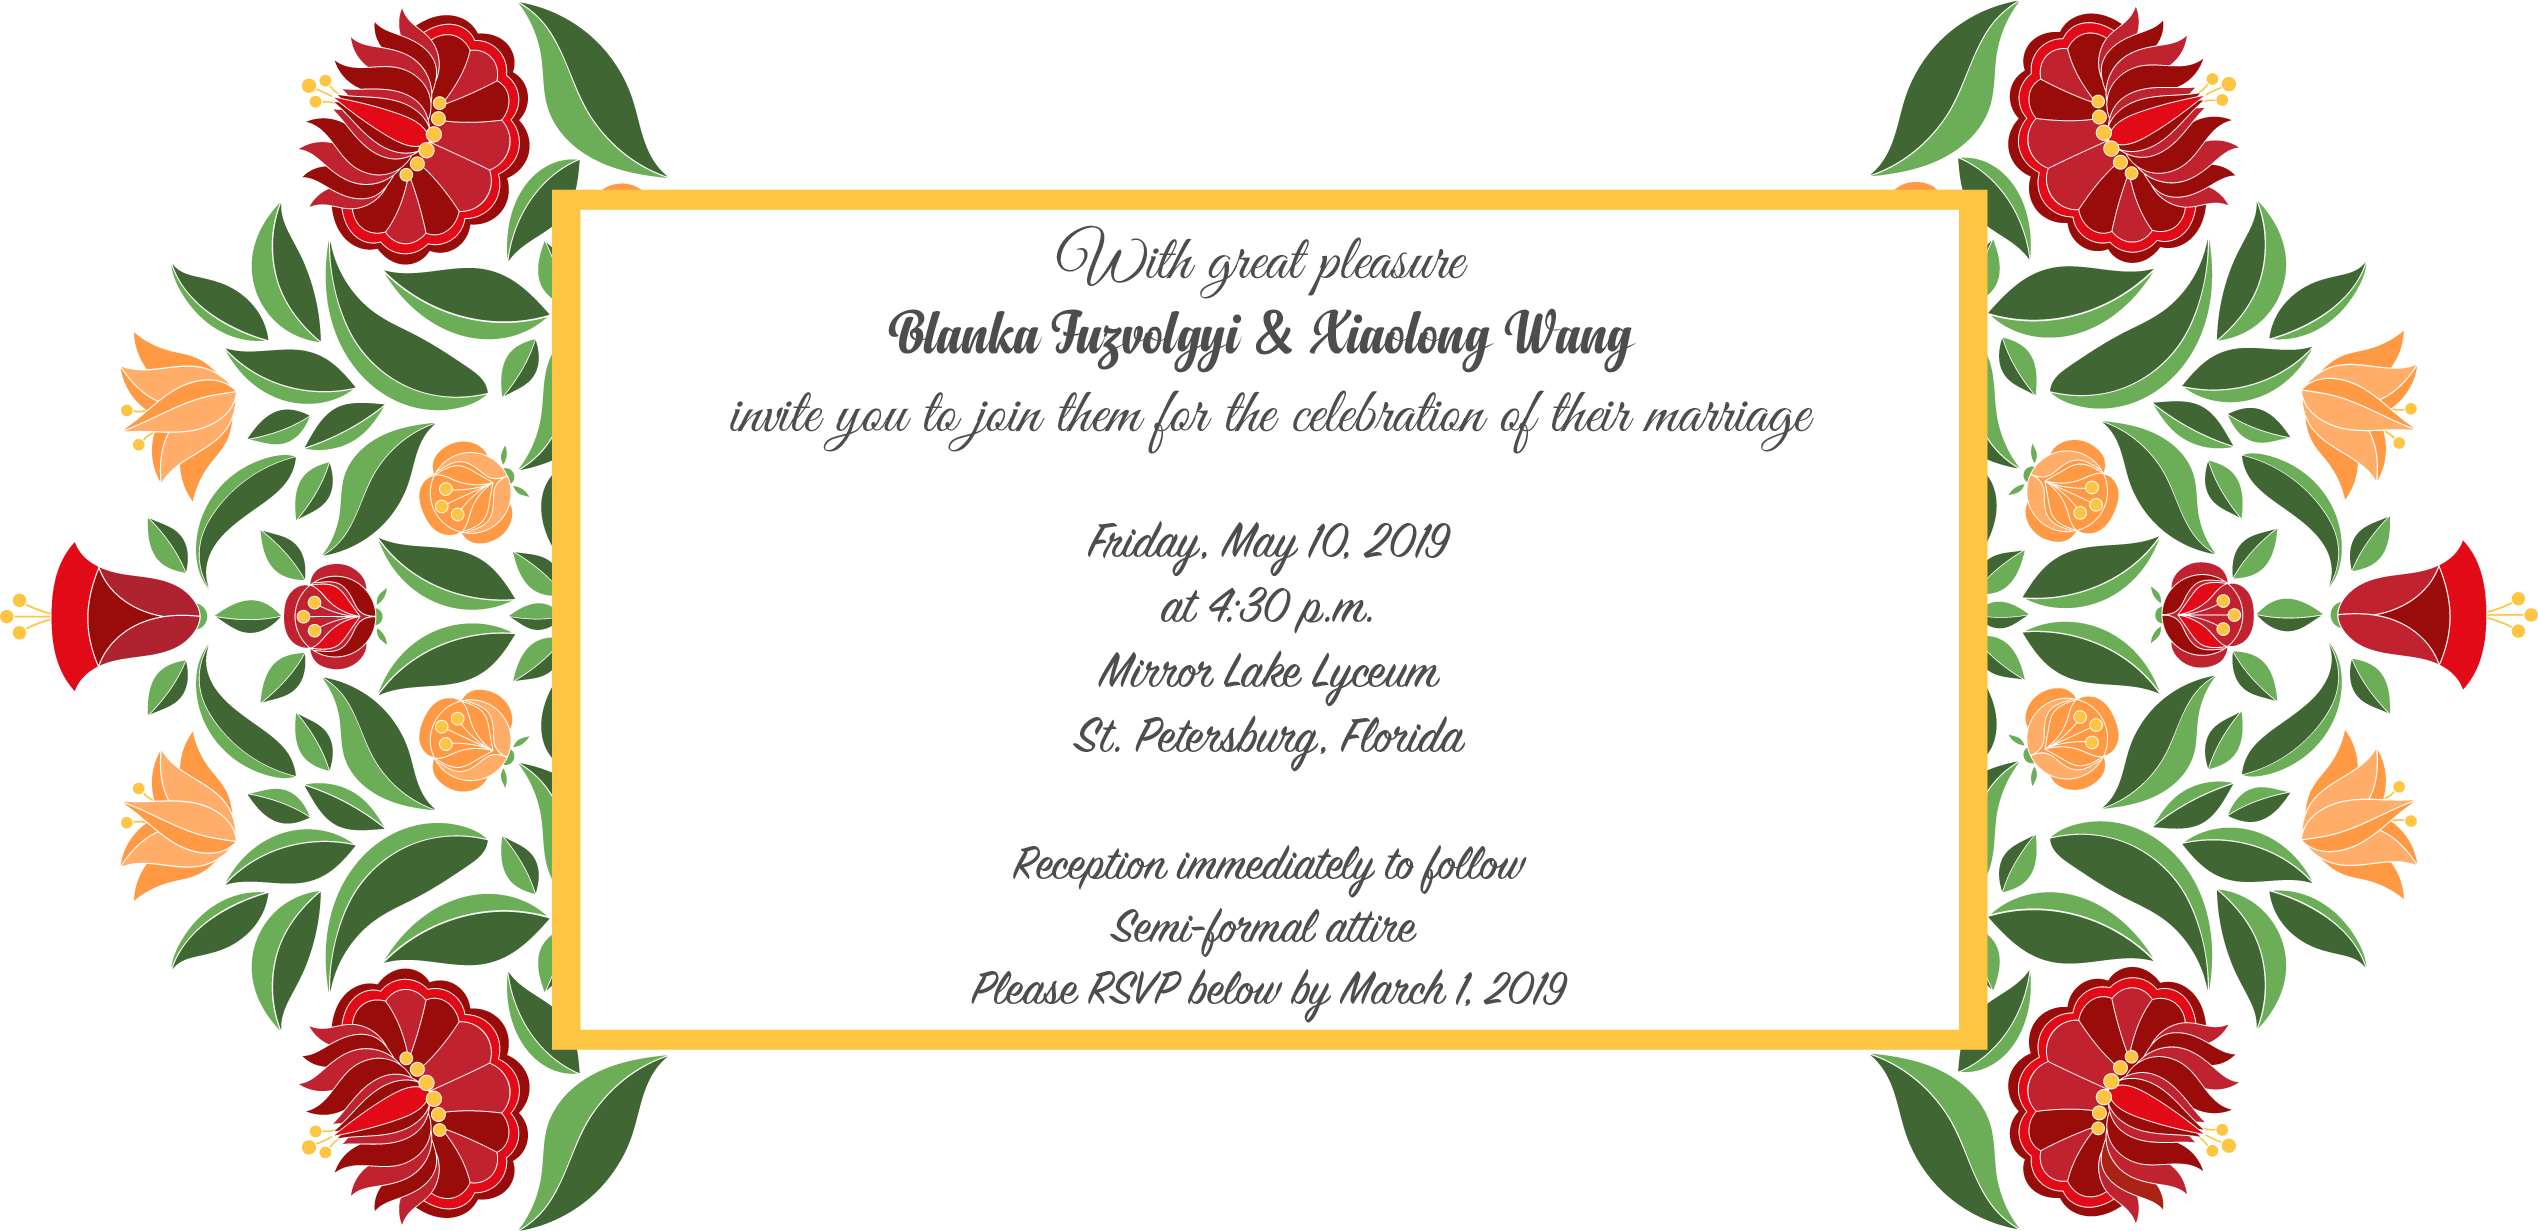 With great pleasure
Blanka Fuzvolgyi & Xiaolong Wang
invite you to join them for the celebration of their marriage
Friday, May 10, 2019
at 4:30 p.m.
Mirror Lake Lyceum
St. Petersburg, Florida
Reception immediately to follow
Semi-formal attire
Please RSVP below by March 1, 2019